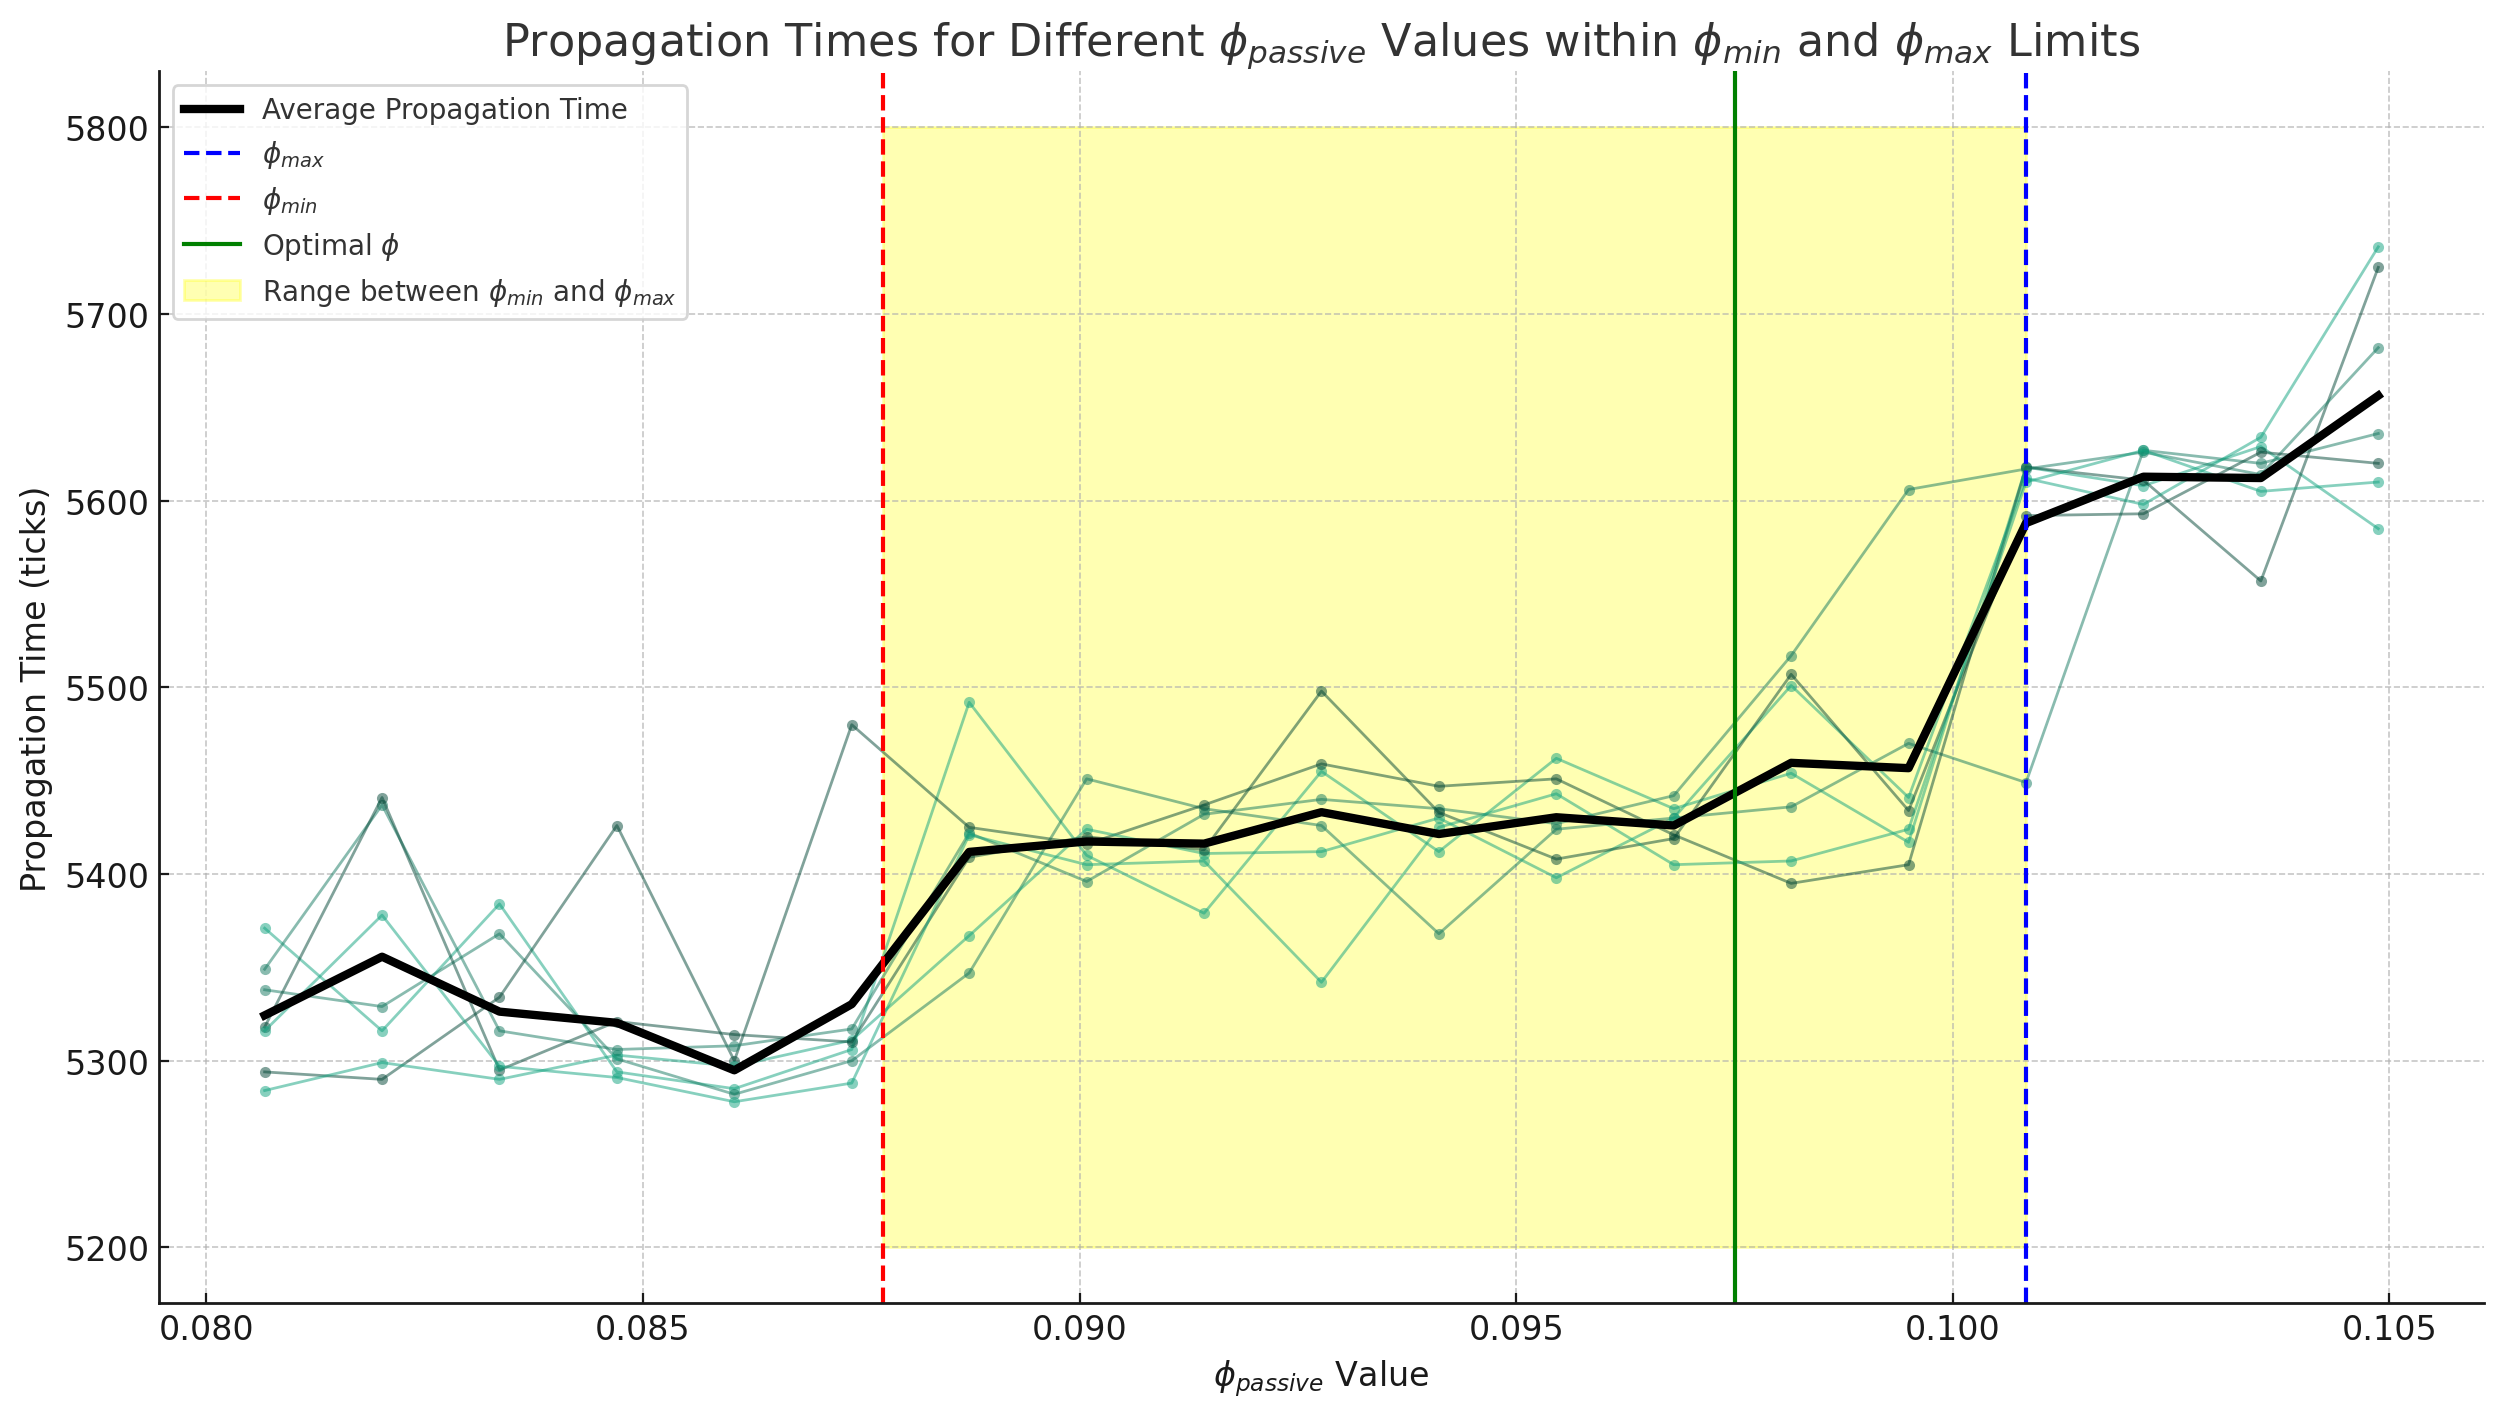 Propagation Times for Different ϕpassive Values within ϕmin and ϕmax Limits
Average Propagation Time
ϕmax
ϕmin
Optimal ϕ
Range between ϕmin and ϕmax
5800
5700
5600
5500
5400
5300
5200
Propagation Time (ticks)
0.080 0.085 0.090 0.095 0.100 0.105
ϕpassive Value